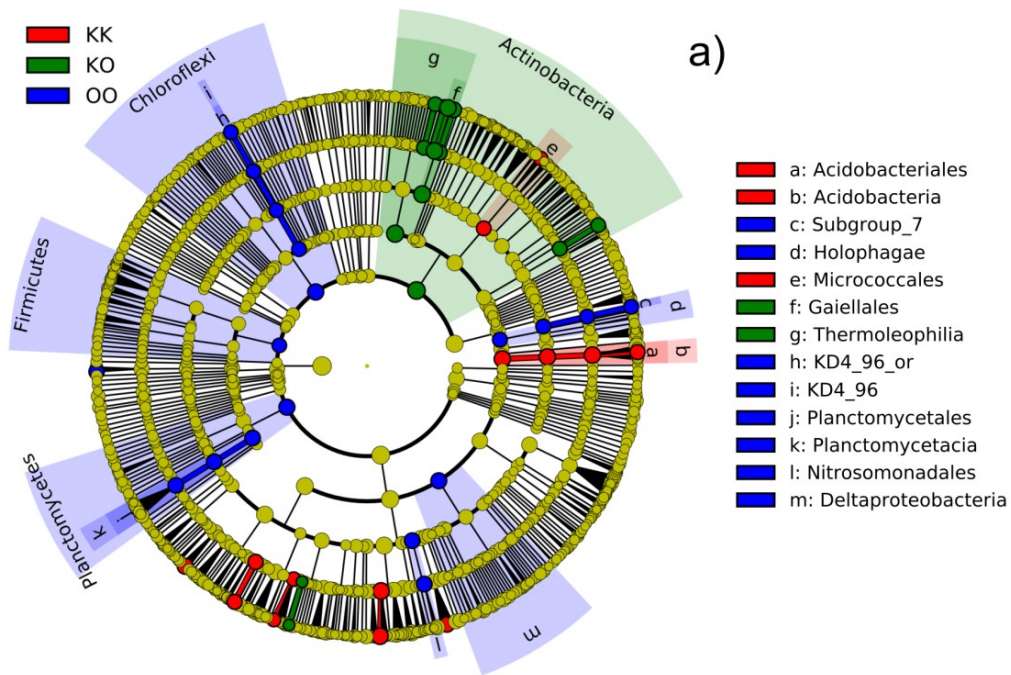 KK
KO
OO
a)
Chloroflexi
Actinobacteria
Firmicutes
Planctomycetes
g
f
e
i
h
c
d
a
b
k
j
l
m
a: Acidobacteriales
b: Acidobacteria
c: Subgroup_7
d: Holophagae
e: Micrococcales
f: Gaiellales
g: Thermoleophilia
h: KD4_96_or
i: KD4_96
j: Planctomycetales
k: Planctomycetacia
l: Nitrosomonadales
m: Deltaproteobacteria